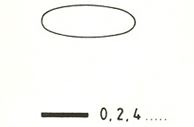 0, 2, 4 .....